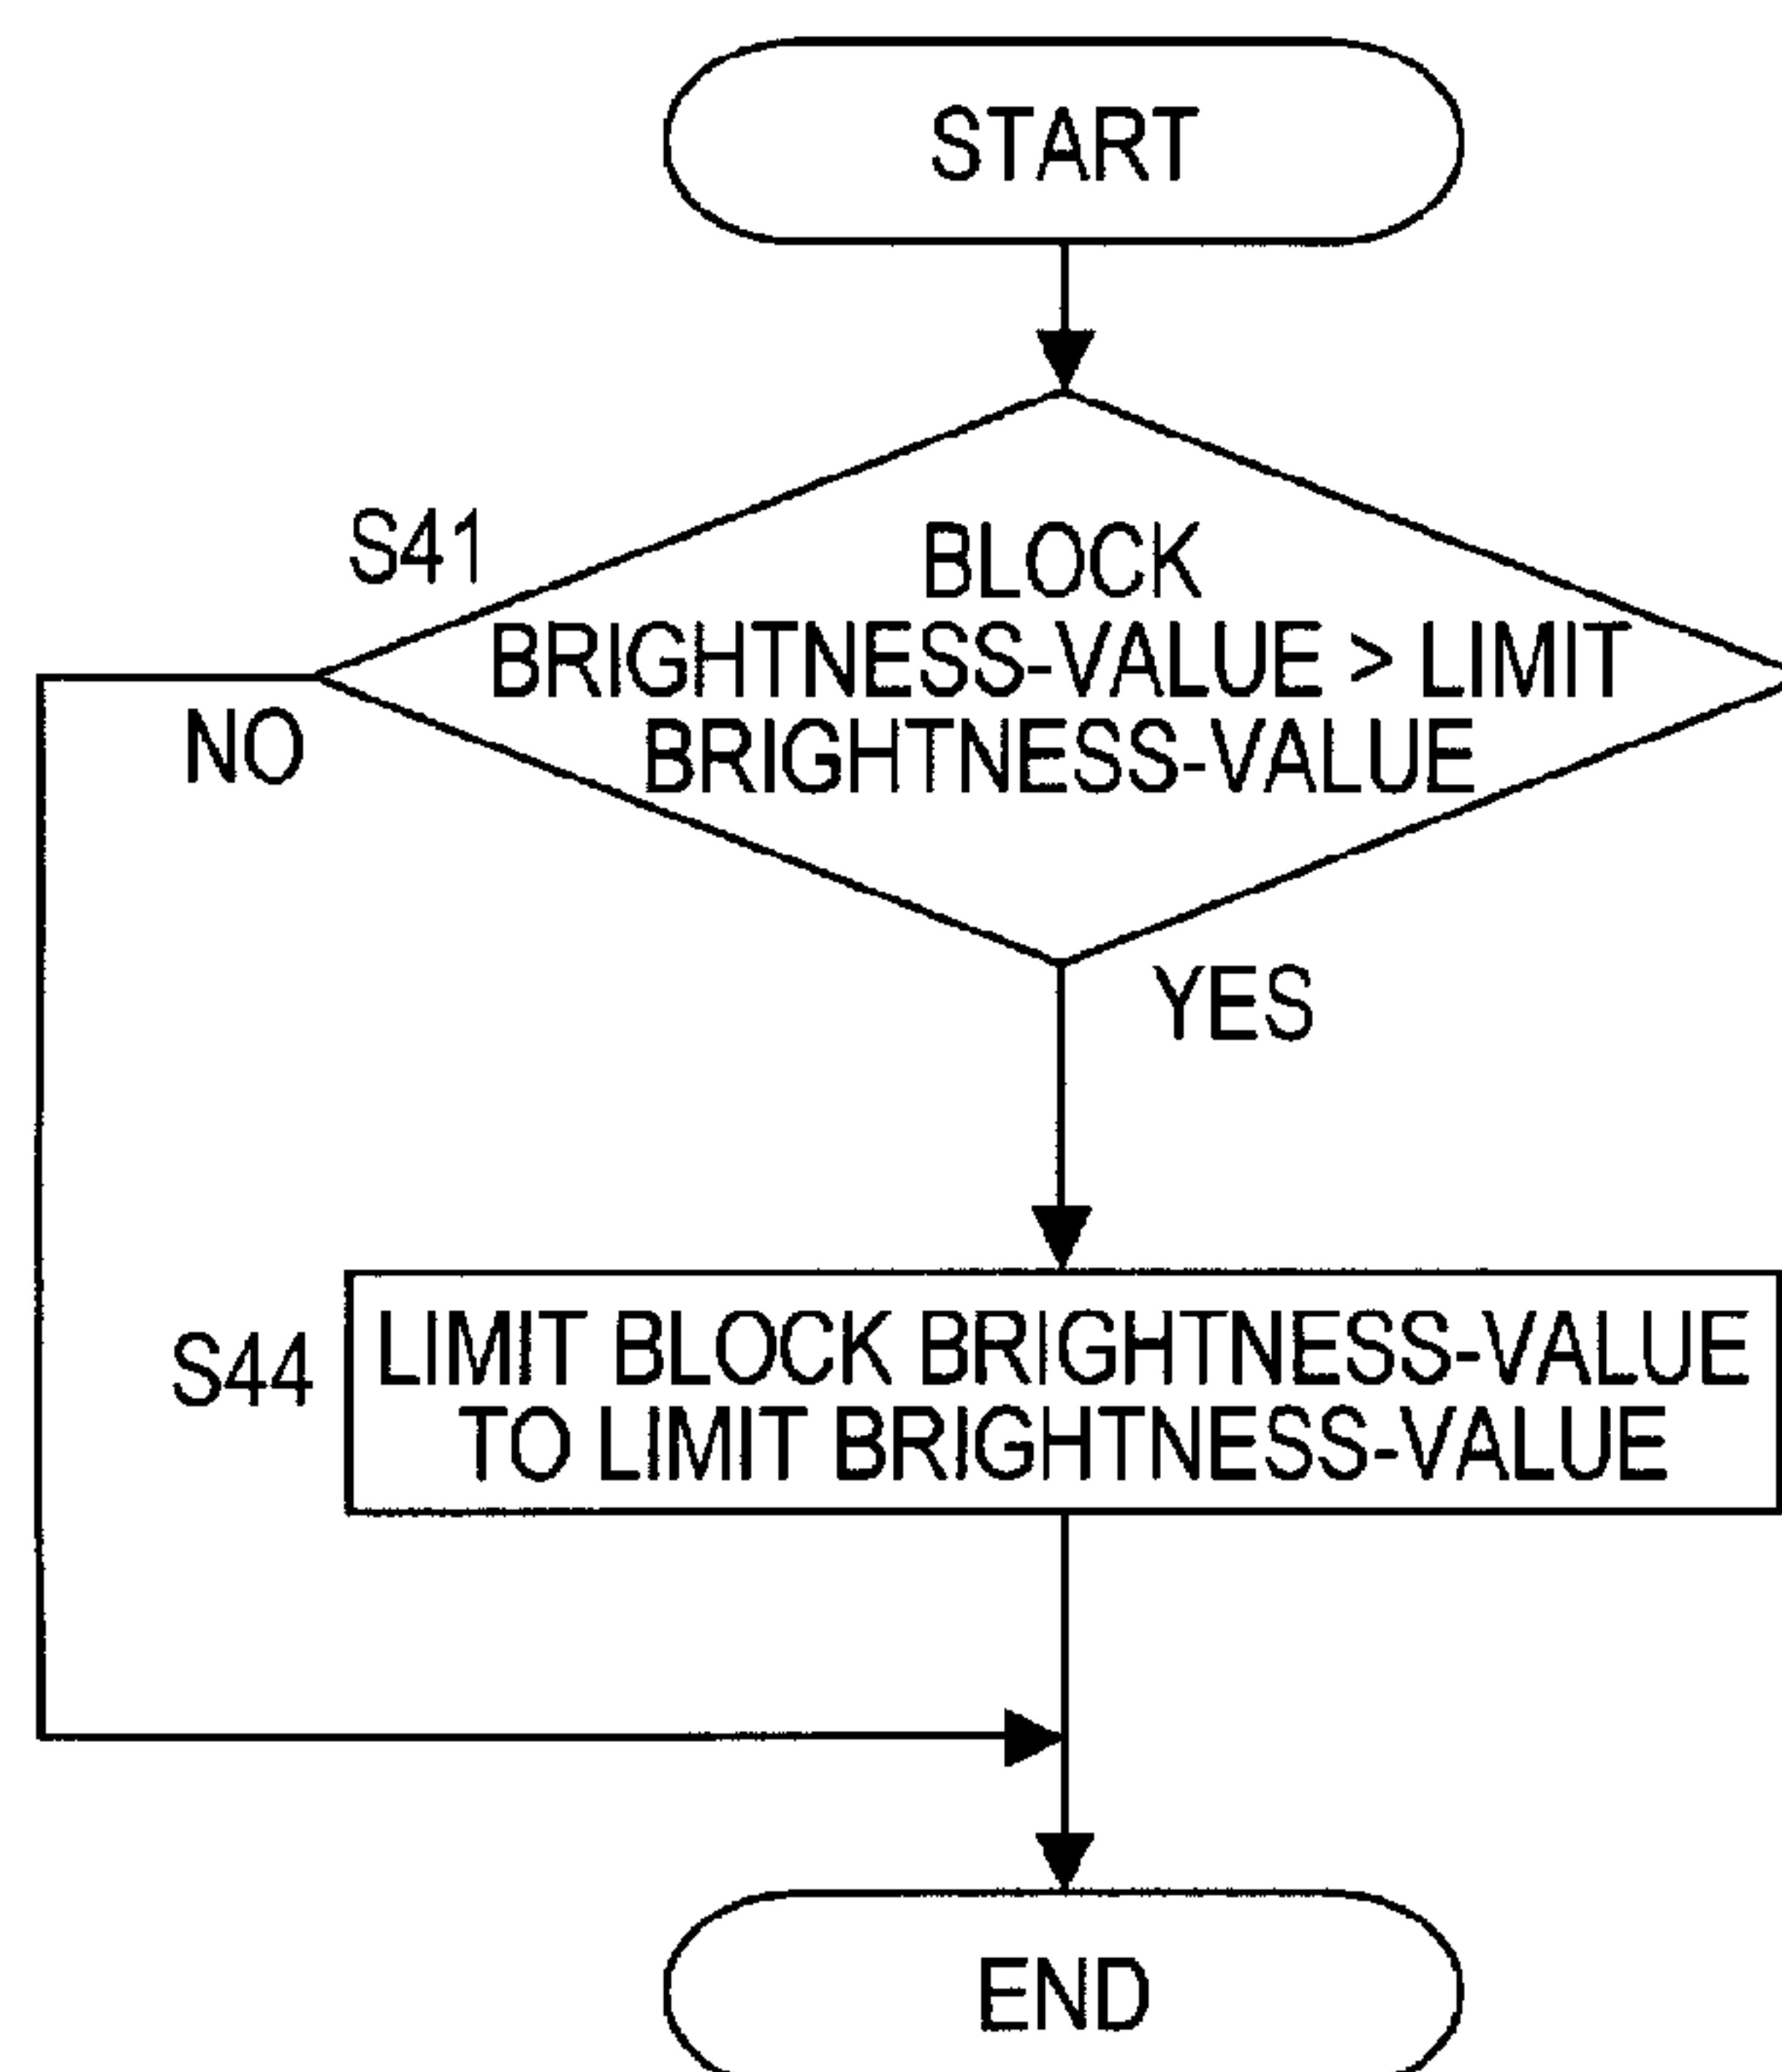 START
S41
BLOCK
BRIGHTNESS-VALUE > LIMIT
BRIGHTNESS-VALUE
NO
YES
S44
LIMIT BLOCK BRIGHTNESS-VALUE
TO LIMIT BRIGHTNESS-VALUE
END